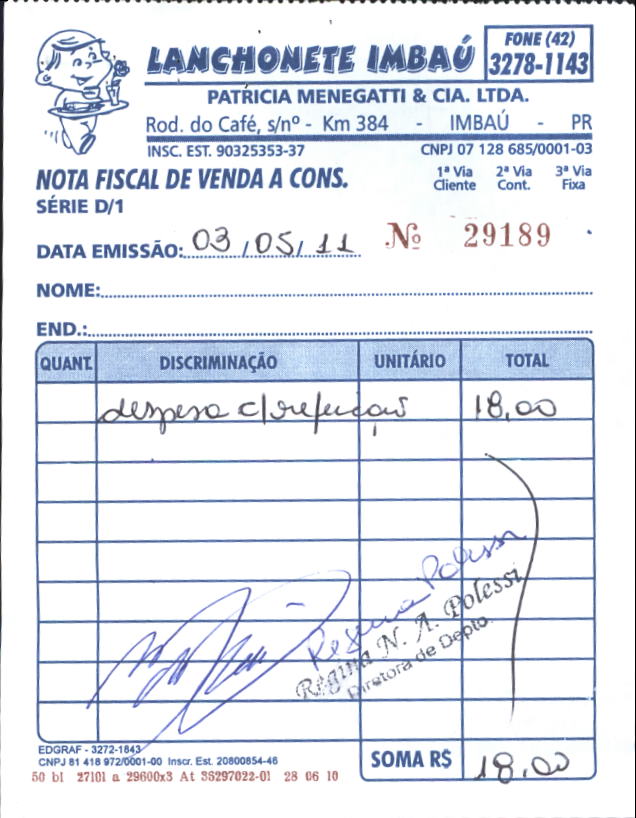 LANCHONETE IMBAÚ
FONE (42)
3278-1143
PATRICIA MENEGATTI & CIA. LTDA.
Rod. do Café, s/nº - Km 384 - IMBAÚ - PR
INSC. EST. 90325353-37 CNPJ 07 128 685/0001-03
NOTA FISCAL DE VENDA A CONS.
1ª Via Cliente 2ª Via Cont. 3ª Via Fixa
SÉRIE D/1
DATA EMISSÃO: 03/05/11 Nº 29189
NOME:
END.:
QUANT. DISCRIMINAÇÃO UNITÁRIO TOTAL
despesa c/ refeição 18,00
Regina Polessi
Regina N. A. Polessi
Diretora de Depto.
EDGRAF - 3272-1843
CNPJ 81 418 972/0001-00 Inscr. Est. 20800854-46
SOMA R$ 18,00
50 bl 27101 a 29600x3 At 36297022-01 28 06 10